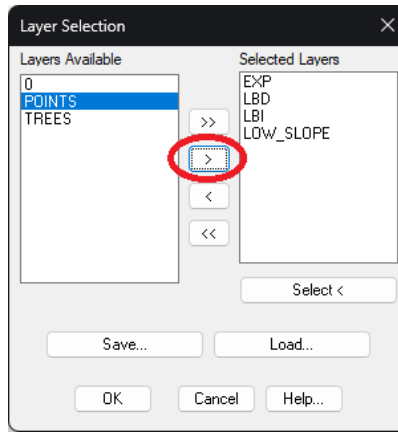 Layer Selection
Layers Available
Selected Layers
0
POINTS
TREES
>>
>
<
<<
EXP
LBD
LBI
LOW_SLOPE
Select <
Save...
Load...
OK
Cancel
Help...